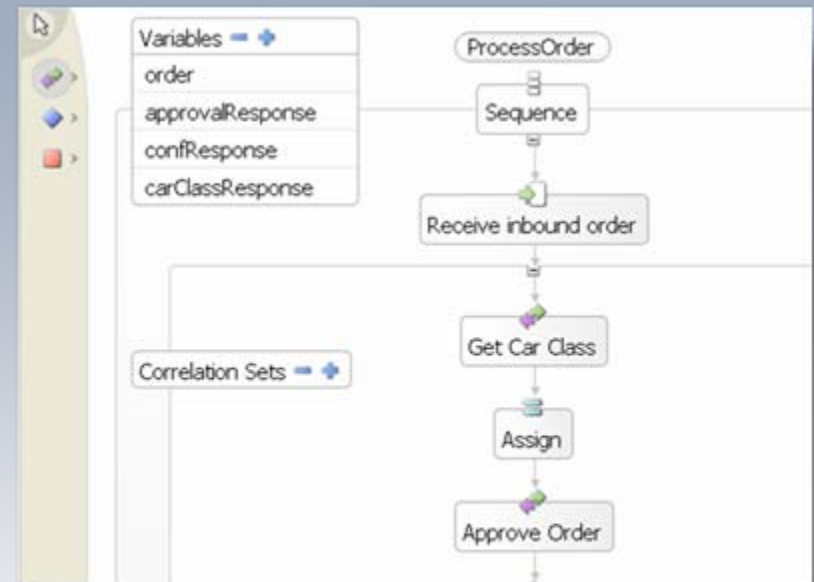 Variables
order
approvalResponse
confResponse
carClassResponse
Correlation Sets
ProcessOrder
Sequence
Receive inbound order
Get Car Class
Assign
Approve Order